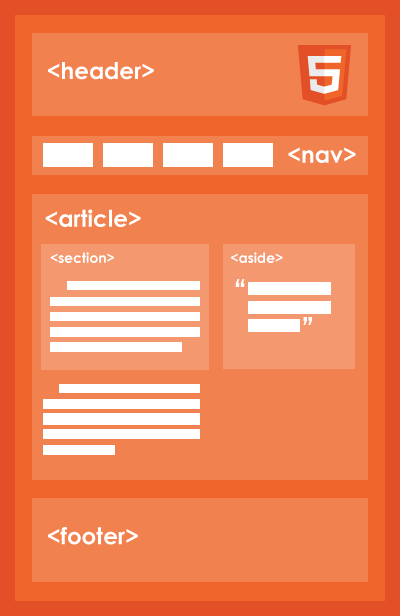 <header>
5
<nav>
<article>
<section>
<aside>
“
”
<footer>